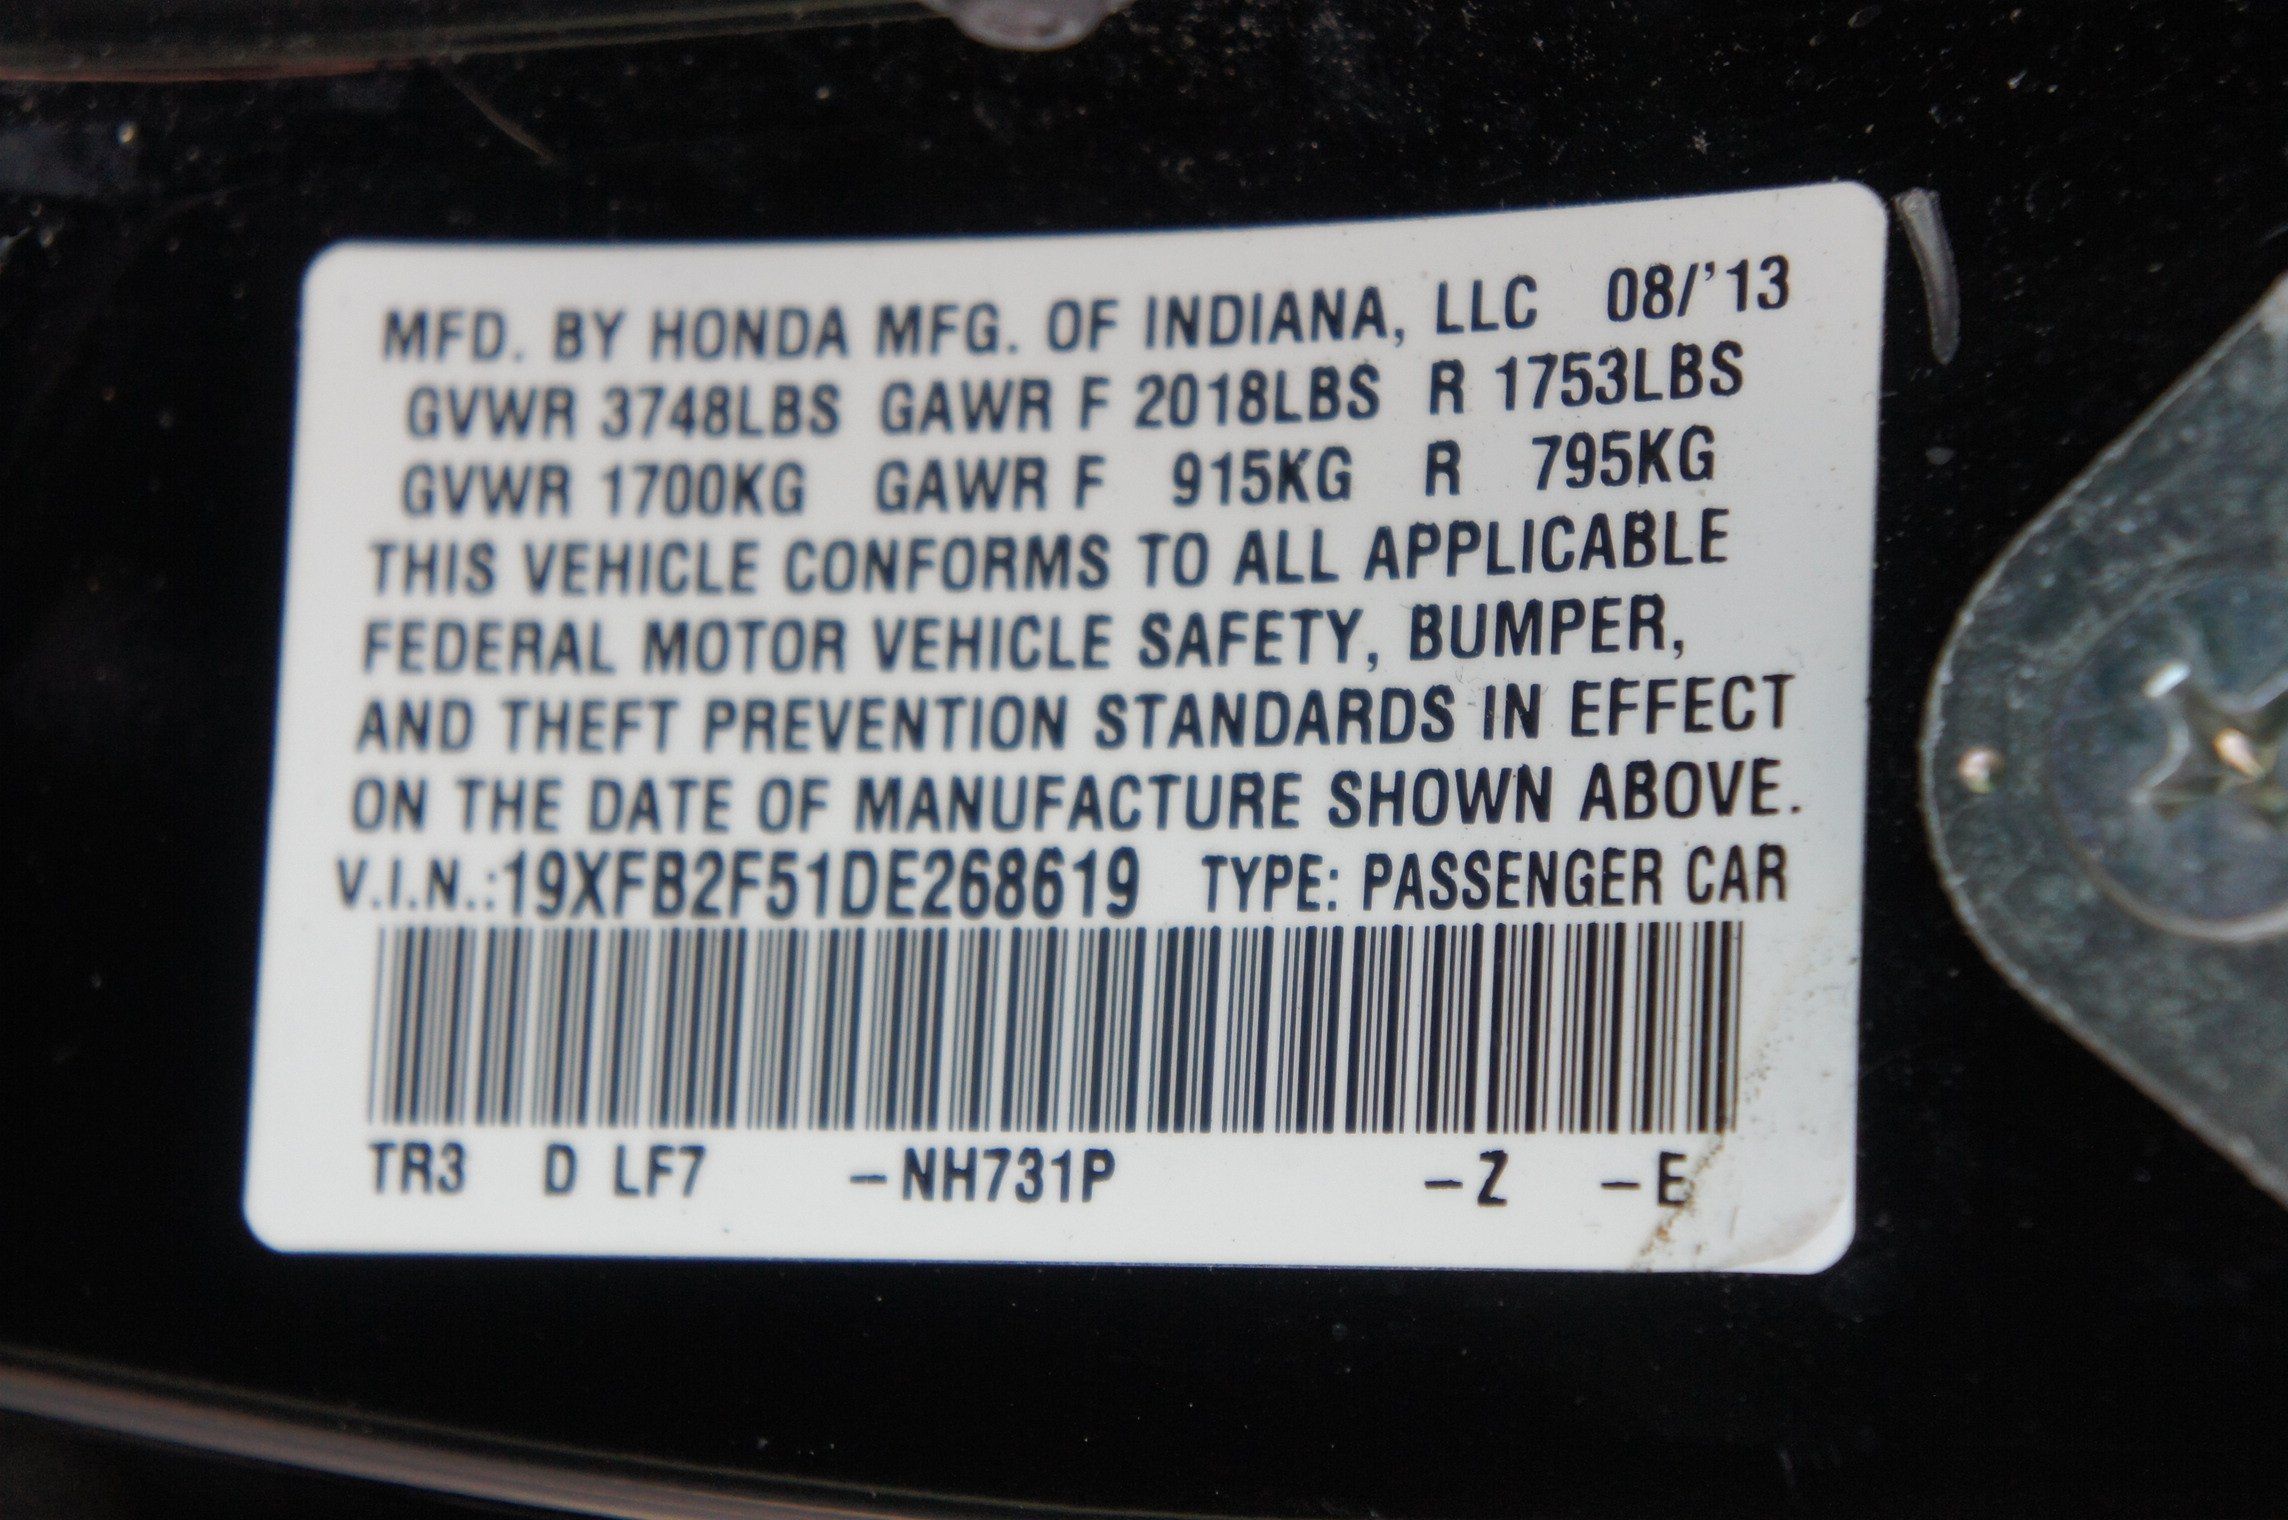 MFD. BY HONDA MFG. OF INDIANA, LLC 08/'13
GVWR 3748LBS GAWR F 2018LBS R 1753LBS
GVWR 1700KG GAWR F 915KG R 795KG
THIS VEHICLE CONFORMS TO ALL APPLICABLE
FEDERAL MOTOR VEHICLE SAFETY, BUMPER,
AND THEFT PREVENTION STANDARDS IN EFFECT
ON THE DATE OF MANUFACTURE SHOWN ABOVE.
V.I.N.:19XFB2F51DE268619 TYPE: PASSENGER CAR
TR3 D LF7 –NH731P –Z –E